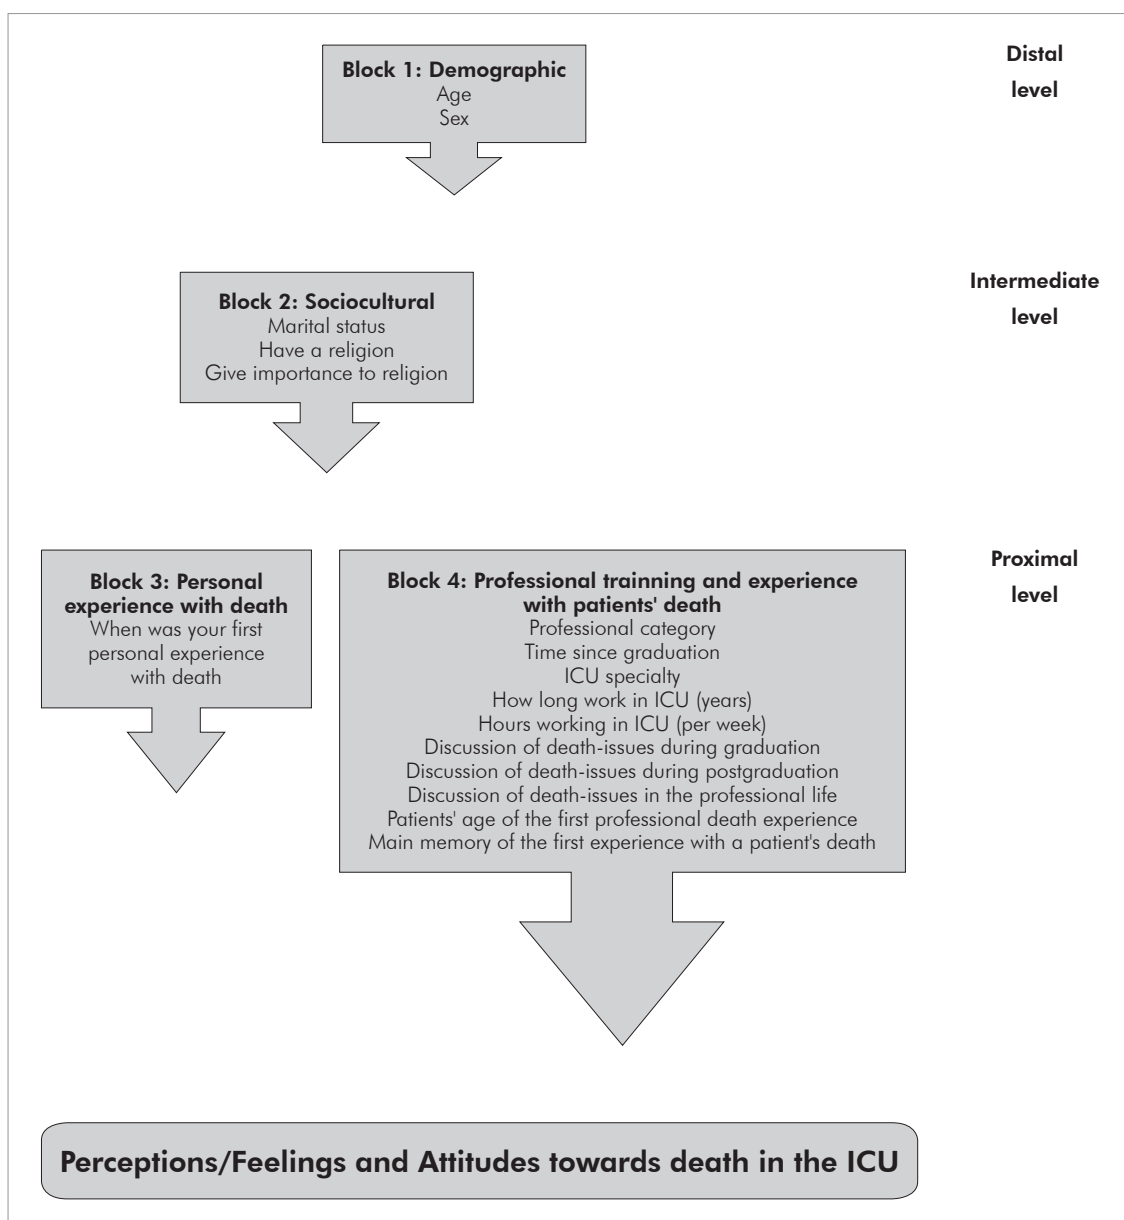 Block 1: Demographic
Age
Sex
Distal
level
Block 2: Sociocultural
Marital status
Have a religion
Give importance to religion
Intermediate
level
Block 3: Personal
experience with death
When was your first
personal experience
with death
Block 4: Professional trainning and experience
with patients' death
Professional category
Time since graduation
ICU specialty
How long work in ICU (years)
Hours working in ICU (per week)
Discussion of death-issues during graduation
Discussion of death-issues during postgraduation
Discussion of death-issues in the professional life
Patients' age of the first professional death experience
Main memory of the first experience with a patient's death
Proximal
level
Perceptions/Feelings and Attitudes towards death in the ICU